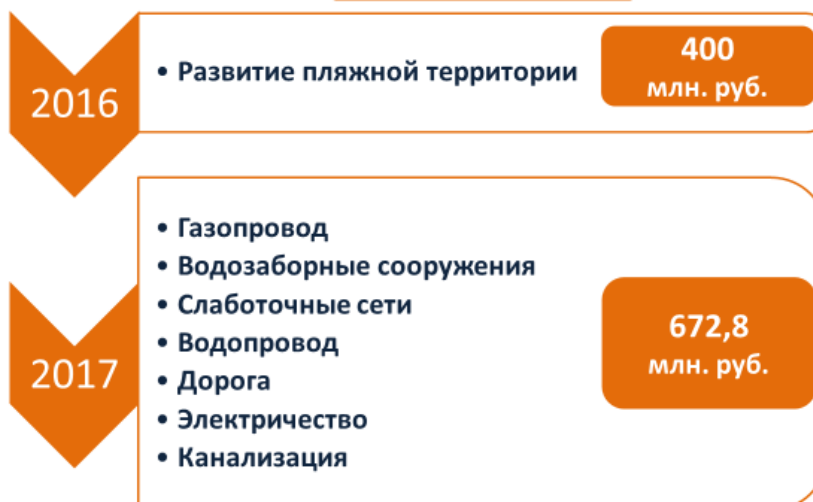 2016
• Развитие пляжной территории
400
млн. руб.
2017
• Газопровод
• Водозаборные сооружения
• Слаботочные сети
• Водопровод
• Дорога
• Электричество
• Канализация
672,8
млн. руб.